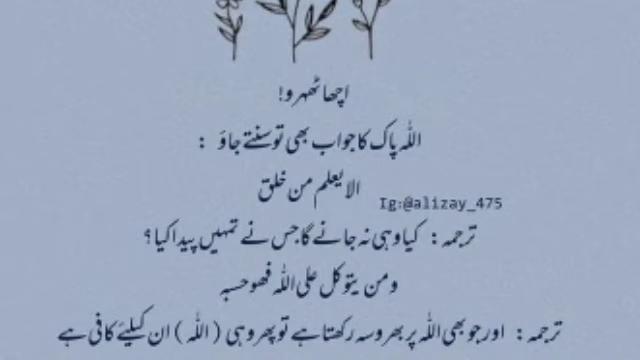 اچھا ٹھہرو!
اللہ پاک کا جواب بھی تو سنتے جاؤ :
الا یعلم من خلق
Ig:@alizay_475
ترجمہ: کیا وہی نہ جانے گا جس نے تمہیں پیدا کیا؟
ومن یتوکل علی اللہ فھو حسبہ
ترجمہ: اور جو بھی اللہ پر بھروسہ رکھتا ہے تو پھر وہی (اللہ) ان کیلئے کافی ہے